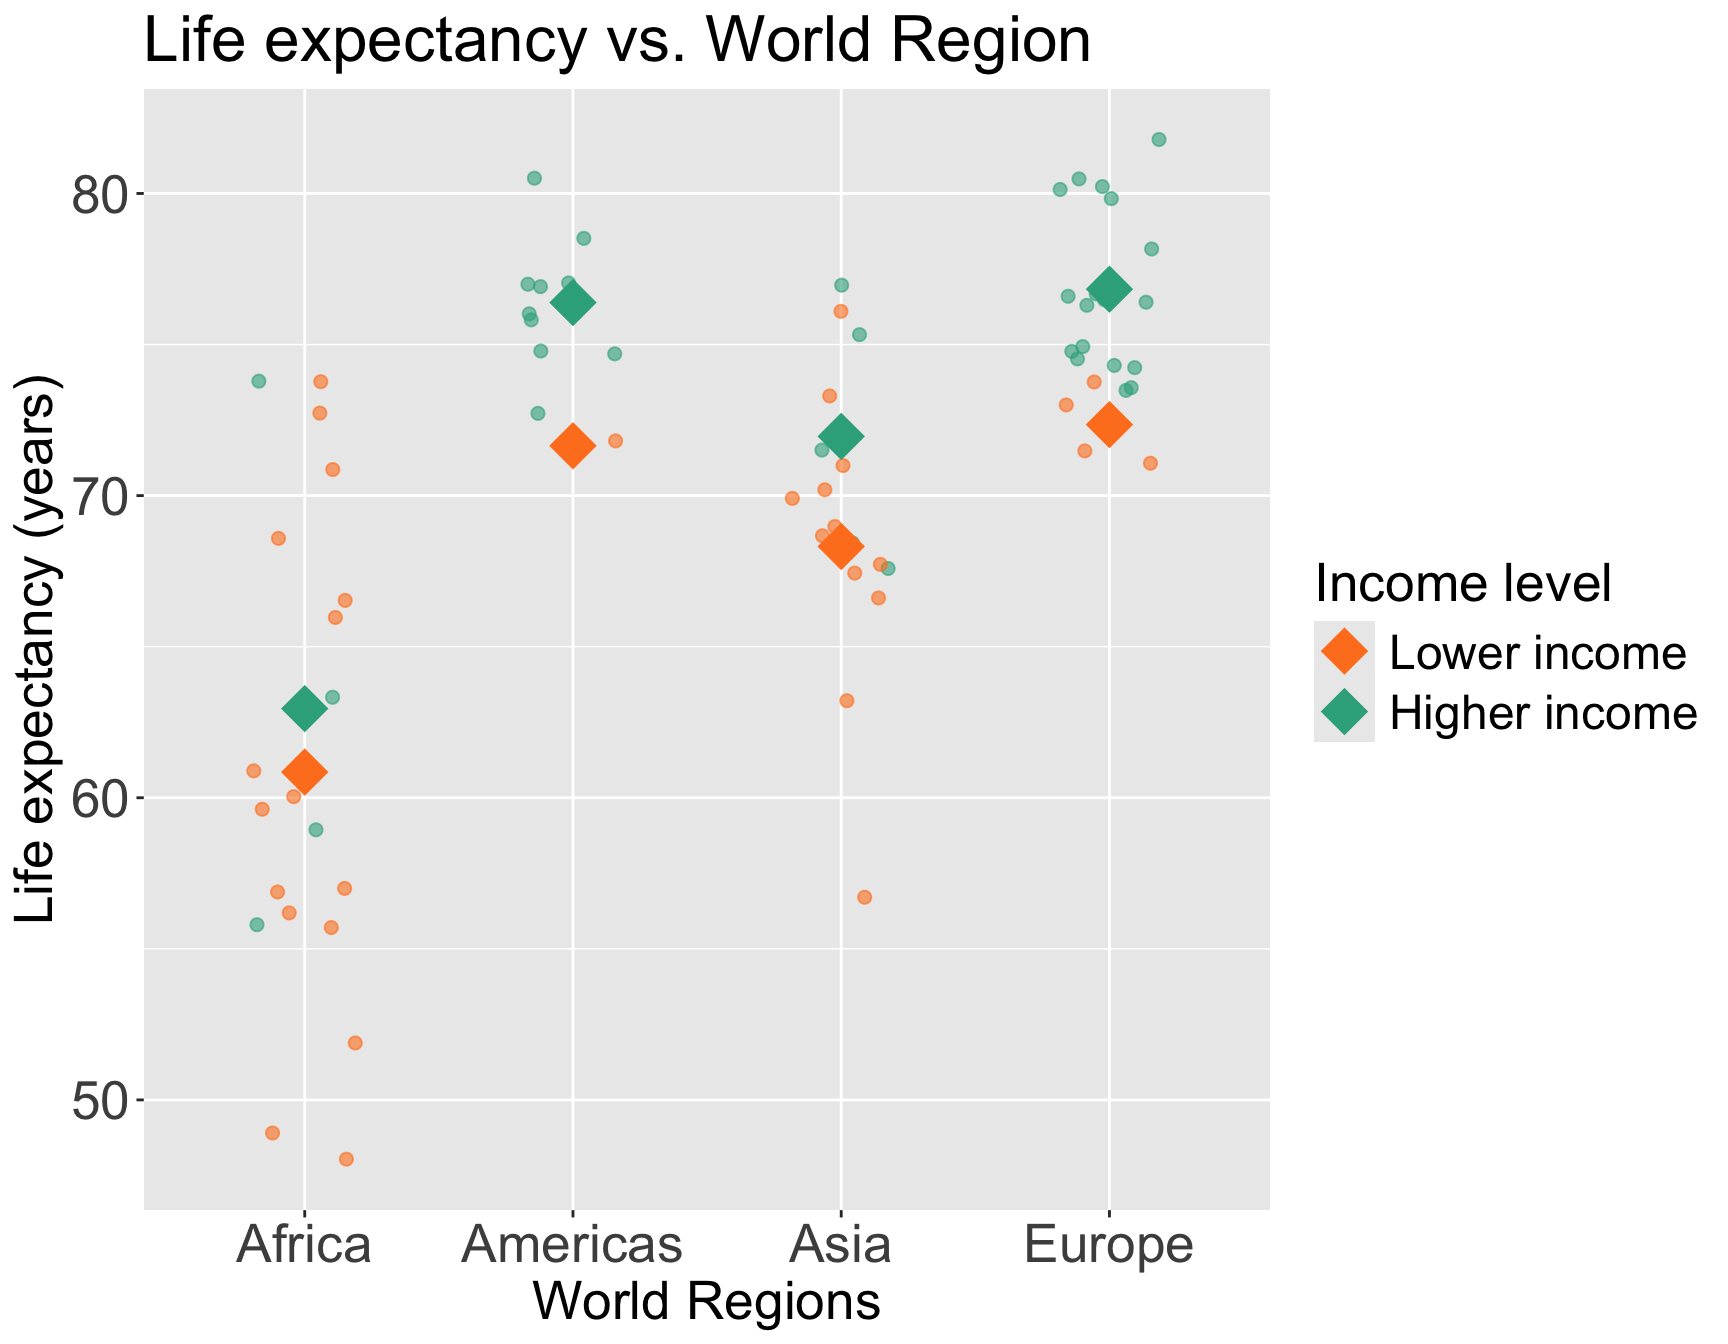 Life expectancy vs. World Region
Life expectancy (years)
80
70
60
50
Africa
Americas
Asia
Europe
World Regions
Income level
Lower income
Higher income